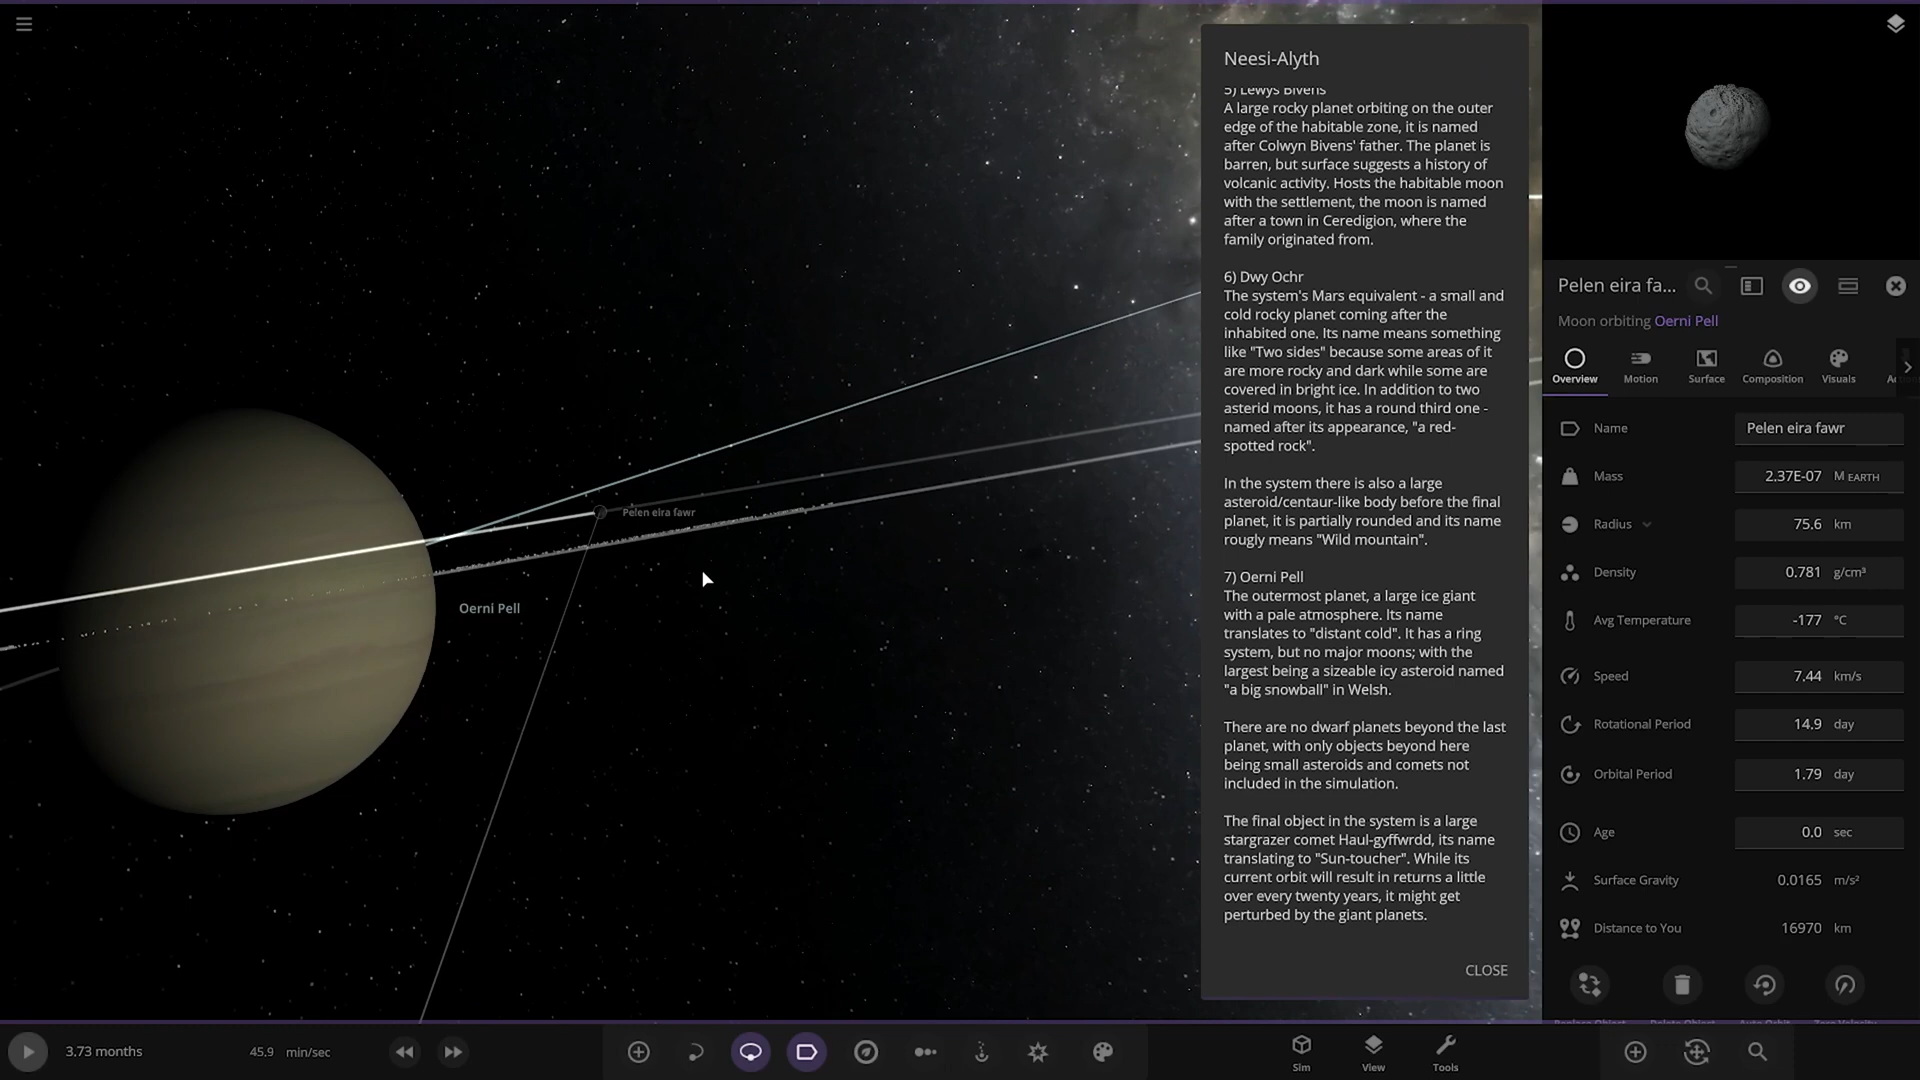 Neesi-Alyth
5) Lewys Bivens
A large rocky planet orbiting on the outer
edge of the habitable zone, it is named
after Colwyn Bivens' father. The planet is
barren, but surface suggests a history of
volcanic activity. Hosts the habitable moon
with the settlement, the moon is named
after a town in Ceredigion, where the
family originated from.
6) Dwy Ochr
The system's Mars equivalent - a small and
cold rocky planet coming after the
inhabited one. Its name means something
like "Two sides" because some areas of it
are more rocky and dark while some are
covered in bright ice. In addition to two
asterid moons, it has a round third one -
named after its appearance, "a red-
spotted rock".
In the system there is also a large
asteroid/centaur-like body before the final
planet, it is partially rounded and its name
rougly means "Wild mountain".
7) Oerni Pell
The outermost planet, a large ice giant
with a pale atmosphere. Its name
translates to "distant cold". It has a ring
system, but no major moons; with the
largest being a sizeable icy asteroid named
"a big snowball" in Welsh.
There are no dwarf planets beyond the last
planet, with only objects beyond here
being small asteroids and comets not
included in the simulation.
The final object in the system is a large
stargrazer comet Haul-gyffwrdd, its name
translating to "Sun-toucher". While its
current orbit will result in returns a little
over every twenty years, it might get
perturbed by the giant planets.
CLOSE
Pelen eira fawr
Oerni Pell
Pelen eira fa...
Moon orbiting Oerni Pell
Overview Motion Surface Composition Visuals
Name Pelen eira fawr
Mass 2.37E-07 M EARTH
Radius 75.6 km
Density 0.781 g/cm³
Avg Temperature -177 °C
Speed 7.44 km/s
Rotational Period 14.9 day
Orbital Period 1.79 day
Age 0.0 sec
Surface Gravity 0.0165 m/s²
Distance to You 16970 km
3.73 months 45.9 min/sec
Sim View Tools